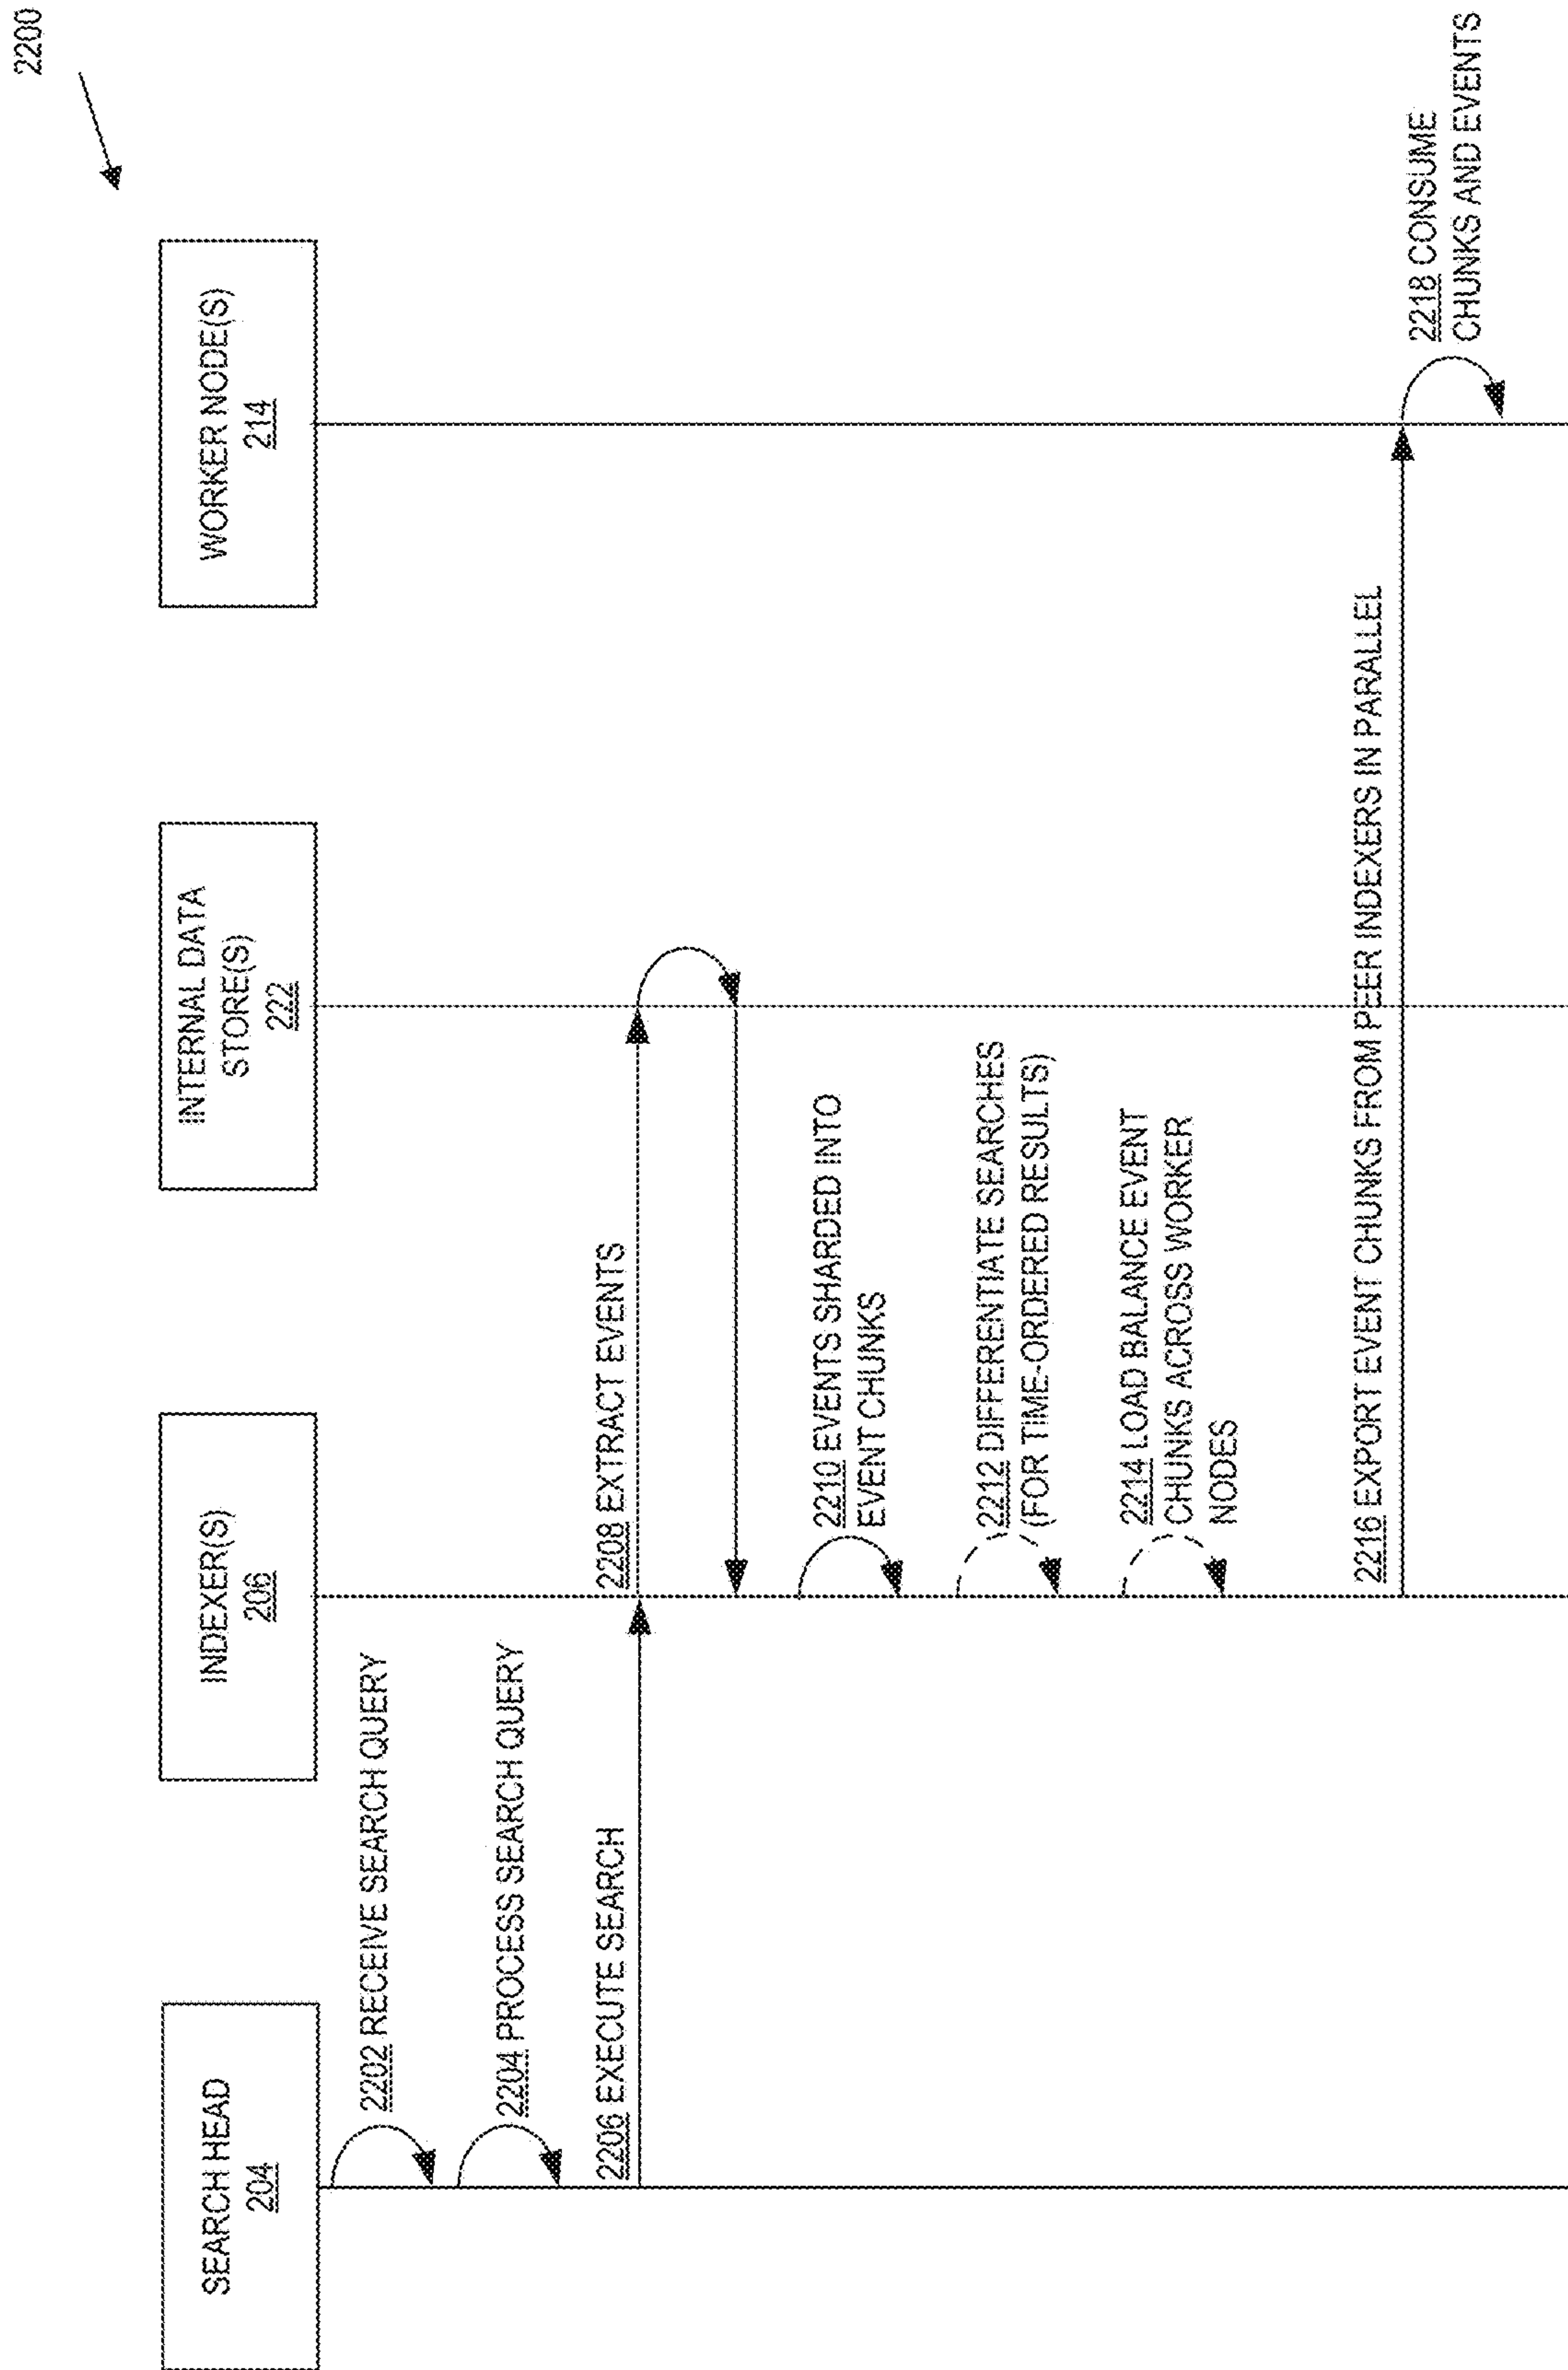 2200
SEARCH HEAD
204
INDEXER(S)
206
INTERNAL DATA
STORE(S)
222
WORKER NODE(S)
214
2202 RECEIVE SEARCH QUERY
2204 PROCESS SEARCH QUERY
2206 EXECUTE SEARCH
2208 EXTRACT EVENTS
2210 EVENTS SHARDED INTO
EVENT CHUNKS
2212 DIFFERENTIATE SEARCHES
(FOR TIME-ORDERED RESULTS)
2214 LOAD BALANCE EVENT
CHUNKS ACROSS WORKER
NODES
2216 EXPORT EVENT CHUNKS FROM PEER INDEXERS IN PARALLEL
2218 CONSUME
CHUNKS AND EVENTS